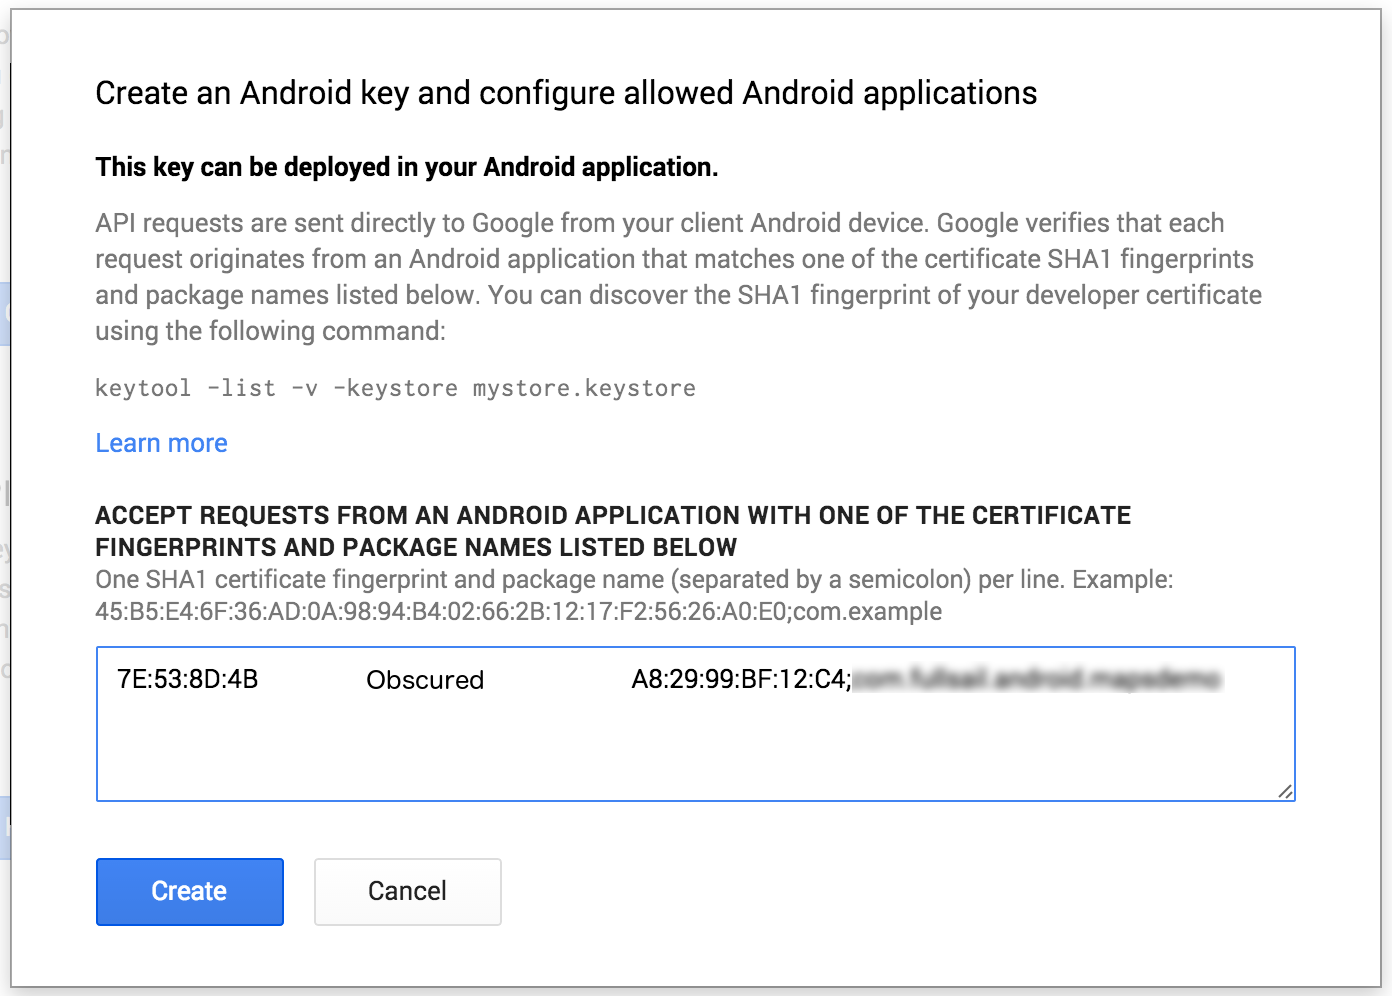 Create an Android key and configure allowed Android applications
This key can be deployed in your Android application.
API requests are sent directly to Google from your client Android device. Google verifies that each
request originates from an Android application that matches one of the certificate SHA1 fingerprints
and package names listed below. You can discover the SHA1 fingerprint of your developer certificate
using the following command:
keytool -list -v -keystore mystore.keystore
Learn more
ACCEPT REQUESTS FROM AN ANDROID APPLICATION WITH ONE OF THE CERTIFICATE
FINGERPRINTS AND PACKAGE NAMES LISTED BELOW
One SHA1 certificate fingerprint and package name (separated by a semicolon) per line. Example:
45:B5:E4:6F:36:AD:0A:98:94:B4:02:66:2B:12:17:F2:56:26:A0:E0;com.example
7E:53:8D:4B Obscured A8:29:99:BF:12:C4;
Create Cancel